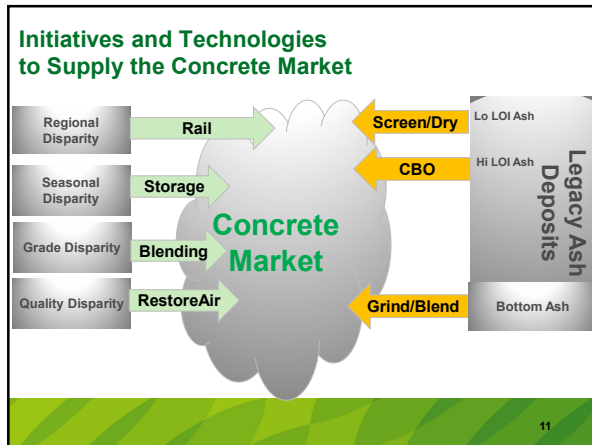 Initiatives and Technologies
to Supply the Concrete Market
Regional
Disparity
Rail
Seasonal
Disparity
Storage
Grade Disparity
Blending
Quality Disparity
RestoreAir
Concrete
Market
Screen/Dry
Lo LOI Ash
CBO
Hi LOI Ash
Legacy Ash
Deposits
Grind/Blend
Bottom Ash
11